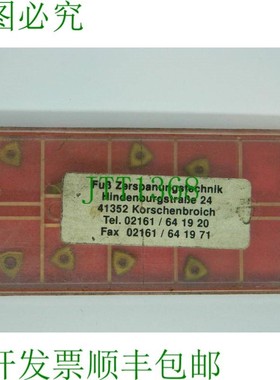 图必究
JTT1368
Fuß Zerspanungstechnik
Hindenburgstraße 24
41352 Korschenbroich
Tel. 02161 / 64 19 20
Fax 02161 / 64 19 71
开发票顺丰包邮